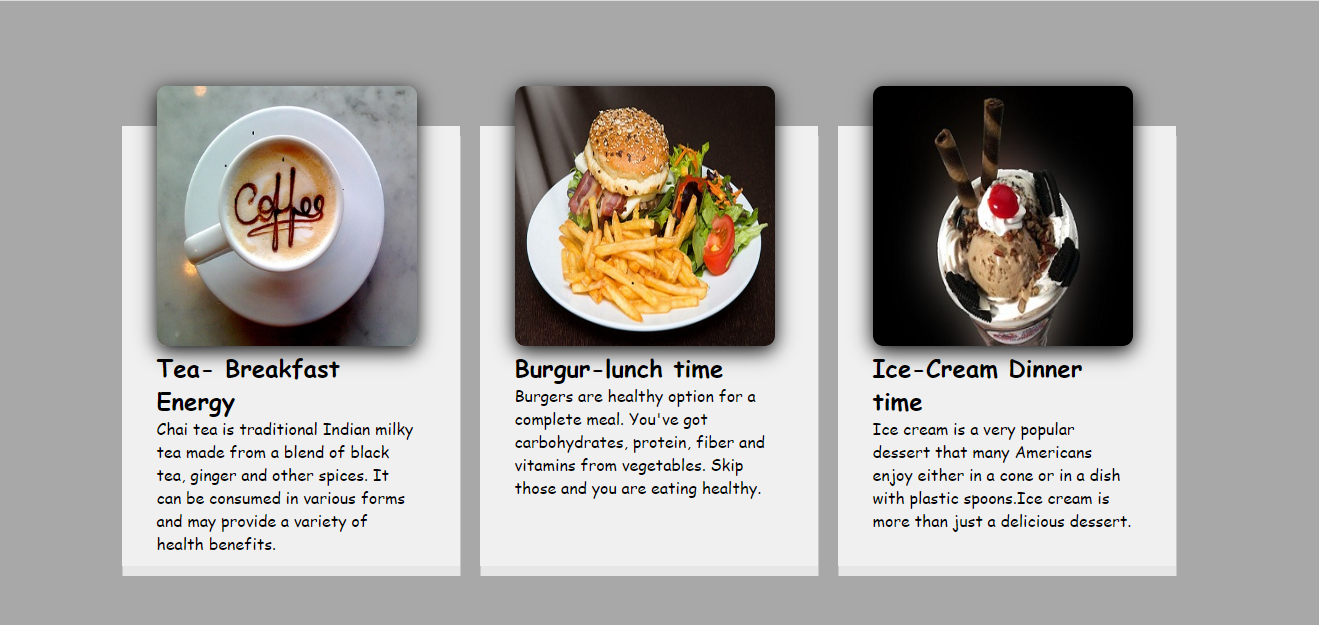 Coffee
Tea- Breakfast
Energy
Chai tea is traditional Indian milky
tea made from a blend of black
tea, ginger and other spices. It
can be consumed in various forms
and may provide a variety of
health benefits.
Burgur-lunch time
Burgers are healthy option for a
complete meal. You've got
carbohydrates, protein, fiber and
vitamins from vegetables. Skip
those and you are eating healthy.
Ice-Cream Dinner
time
Ice cream is a very popular
dessert that many Americans
enjoy either in a cone or in a dish
with plastic spoons.Ice cream is
more than just a delicious dessert.